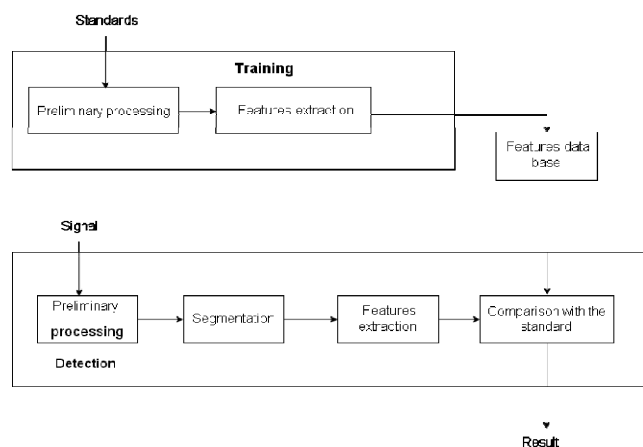 Standards
Training
Preliminary processing
Features extraction
Features data
base
Signal
Preliminary
processing
Segmentation
Features
extraction
Comparison with the
standard
Detection
Result